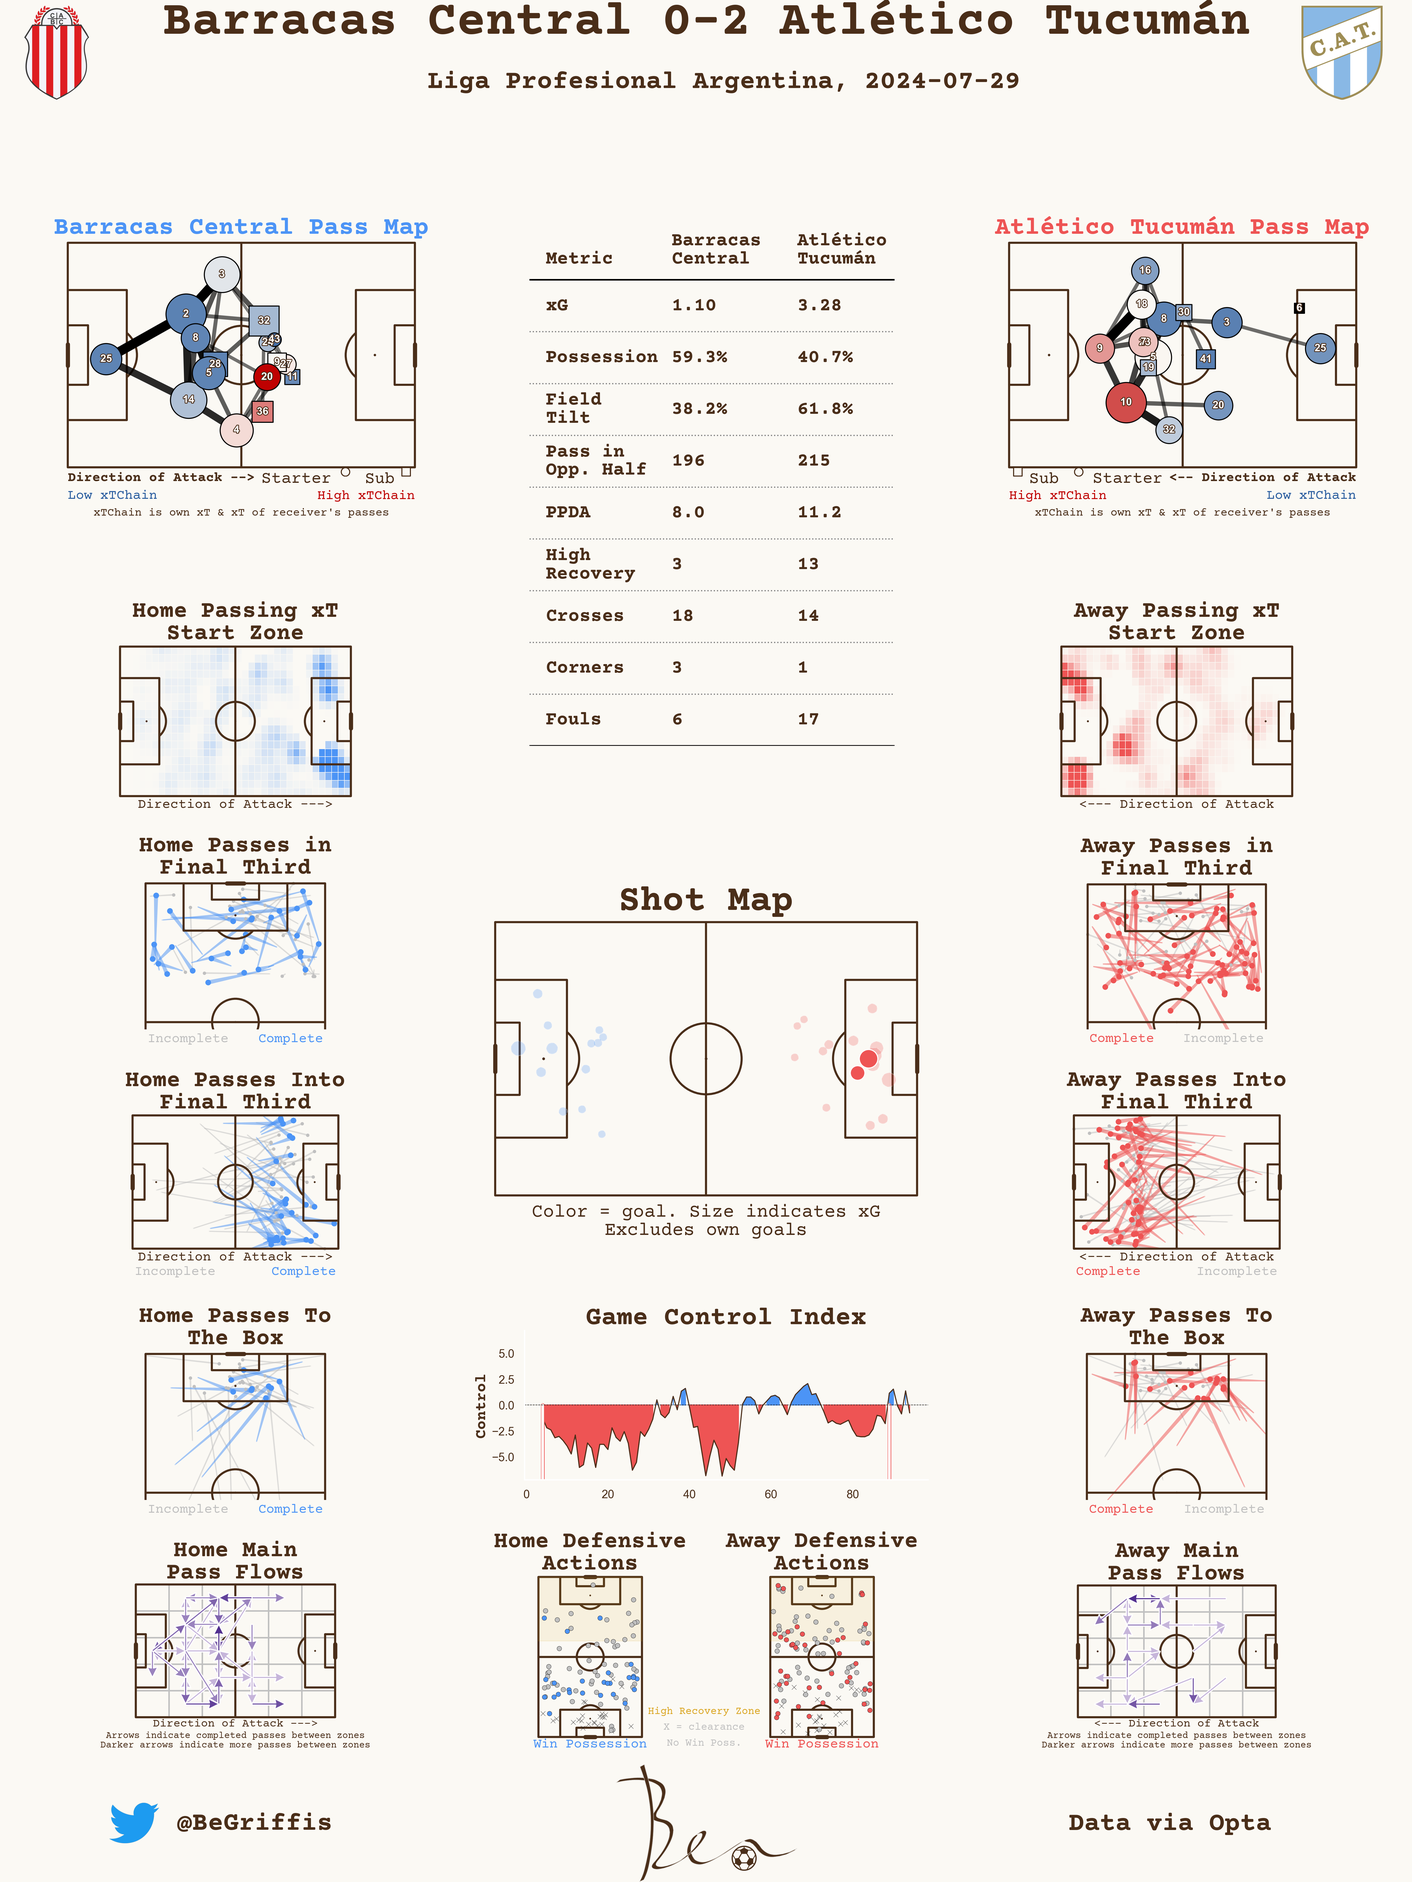 Barracas Central 0-2 Atlético Tucumán
Liga Profesional Argentina, 2024-07-29
C.A.T.
Barracas Central Pass Map
3
2
32
8
24
43
25
28
9
27
5
20
11
14
36
4
Direction of Attack --> Starter Sub
Low xTChain High xTChain
xTChain is own xT & xT of receiver's passes
Metric Barracas Central Atlético Tucumán
xG 1.10 3.28
Possession 59.3% 40.7%
Field Tilt 38.2% 61.8%
Pass in Opp. Half 196 215
PPDA 8.0 11.2
High Recovery 3 13
Crosses 18 14
Corners 3 1
Fouls 6 17
Atlético Tucumán Pass Map
16
18
30
6
8
3
9
25
5
41
19
10
20
32
Sub Starter <-- Direction of Attack
High xTChain Low xTChain
xTChain is own xT & xT of receiver's passes
Home Passing xT
Start Zone
Direction of Attack --->
Away Passing xT
Start Zone
<--- Direction of Attack
Home Passes in
Final Third
Incomplete Complete
Away Passes in
Final Third
Complete Incomplete
Shot Map
Color = goal. Size indicates xG
Excludes own goals
Home Passes Into
Final Third
Direction of Attack --->
Incomplete Complete
Away Passes Into
Final Third
<--- Direction of Attack
Complete Incomplete
Home Passes To
The Box
Incomplete Complete
Game Control Index
Control
5.0
2.5
0.0
−2.5
−5.0
0 20 40 60 80
Away Passes To
The Box
Complete Incomplete
Home Main
Pass Flows
Direction of Attack --->
Arrows indicate completed passes between zones
Darker arrows indicate more passes between zones
Home Defensive
Actions
Win Possession
High Recovery Zone
X = clearance
No Win Poss.
Away Defensive
Actions
Win Possession
Away Main
Pass Flows
<--- Direction of Attack
Arrows indicate completed passes between zones
Darker arrows indicate more passes between zones
@BeGriffis
Ben
Data via Opta